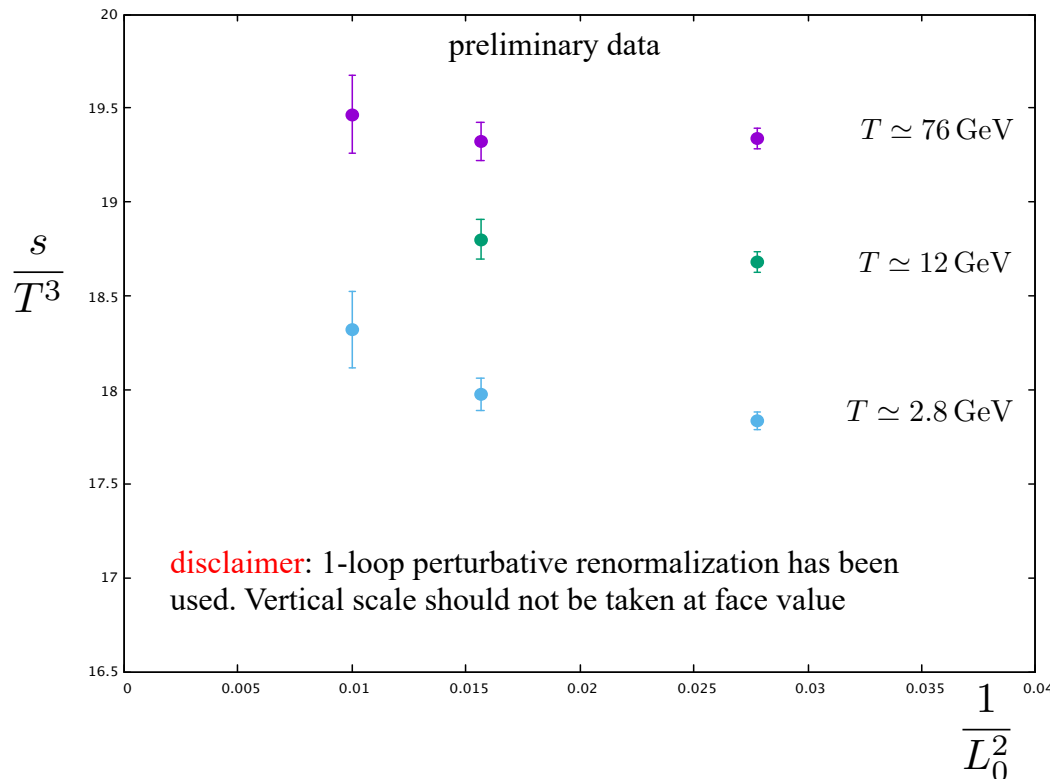 20
preliminary data
19.5
T ≃ 76 GeV
19
s
T³
T ≃ 12 GeV
18.5
18
T ≃ 2.8 GeV
17.5
disclaimer: 1-loop perturbative renormalization has been
17
used. Vertical scale should not be taken at face value
16.5
0 0.005 0.01 0.015 0.02 0.025 0.03 0.035 0.04
1
L₀²